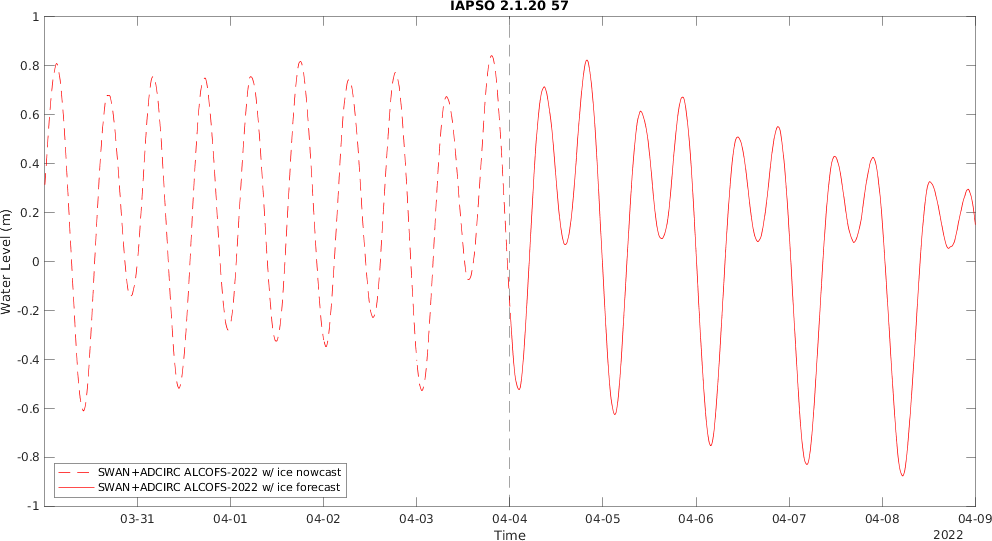 IAPSO 2.1.20 57
1
0.8
0.6
0.4
0.2
0
-0.2
-0.4
-0.6
-0.8
-1
Water Level (m)
SWAN+ADCIRC ALCOFS-2022 w/ ice nowcast
SWAN+ADCIRC ALCOFS-2022 w/ ice forecast
03-31 04-01 04-02 04-03 04-04 04-05 04-06 04-07 04-08 04-09
Time
2022